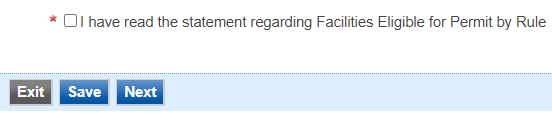 * I have read the statement regarding Facilities Eligible for Permit by Rule
Exit Save Next